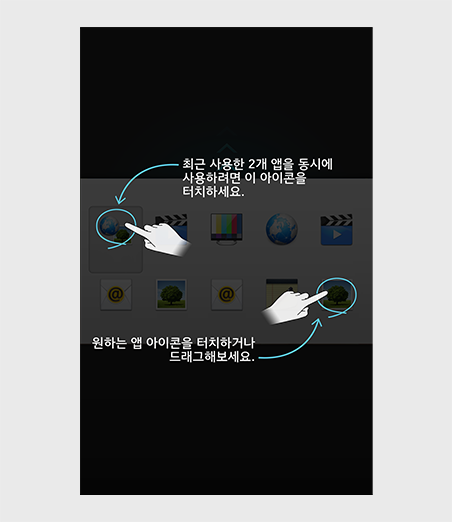 최근 사용한 2개 앱을 동시에
사용하려면 이 아이콘을
터치하세요.
@
@
원하는 앱 아이콘을 터치하거나
드래그해보세요.